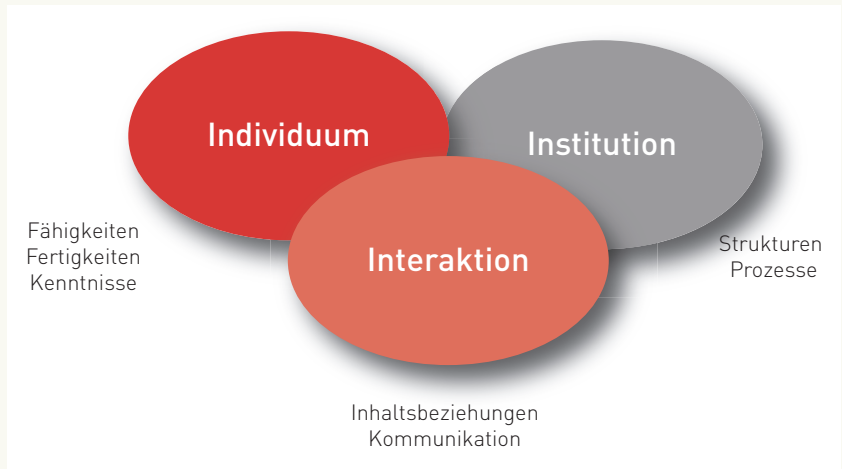 Individuum
Institution
Interaktion
Fähigkeiten
Fertigkeiten
Kenntnisse
Strukturen
Prozesse
Inhaltsbeziehungen
Kommunikation